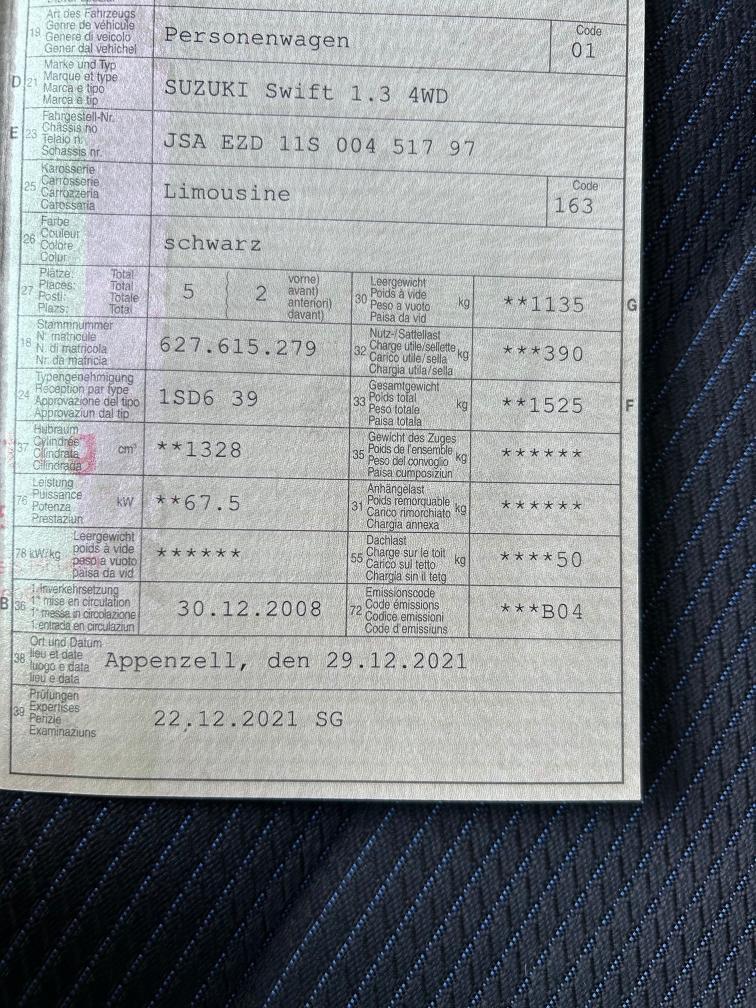 Art des Fahrzeugs
19 Genre de véhicule
Genere di veicolo
Gener dal vehichel
Personenwagen
Code
01
D 21 Marke und Typ
Marque et type
Marca e tipo
Marca e tip
SUZUKI Swift 1.3 4WD
E 23 Fahrgestell-Nr.
Châssis no
Telaio n.
Schassis nr.
JSA EZD 11S 004 517 97
25 Karosserie
Carrosserie
Carrozzeria
Carossaria
Limousine
Code
163
26 Farbe
Couleur
Colore
Colur
schwarz
27 Plätze: Total
Places: Total
Posti: Totale
Plazs: Total
5 2
vorne)
avant)
anteriori)
davant)
30 Leergewicht
Poids à vide
Peso a vuoto
Paisa da vid
kg
**1135
G
18 Stammnummer
N° matricule
N. di matricola
Nr. da matricla
627.615.279
32 Nutz-/Sattellast
Charge utile/sellette
Carico utile/sella
Chargia utila/sella
kg
***390
24 Typengenehmigung
Réception par type
Approvazione del tipo
Approvaziun dal tip
1SD6 39
33 Gesamtgewicht
Poids total
Peso totale
Paisa totala
kg
**1525
F
37 Hubraum
Cylindrée
Cilindrata
Cilindrada
cm³
**1328
35 Gewicht des Zuges
Poids de l'ensemble
Peso del convoglio
Paisa cumposiziun
kg
******
76 Leistung
Puissance
Potenza
Prestaziun
kW
**67.5
31 Anhängelast
Poids remorquable
Carico rimorchiato
Chargia annexa
kg
******
78 kW/kg Leergewicht
poids à vide
peso a vuoto
paisa da vid
******
55 Dachlast
Charge sur le toit
Carico sul tetto
Chargia sin il tetg
kg
****50
B 36 1. Inverkehrsetzung
1re mise en circulation
1a messa in circolazione
1. entrada en circulaziun
30.12.2008
72 Emissionscode
Code émissions
Codice emissioni
Code d'emissiuns
***B04
38 Ort und Datum
lieu et date
luogo e data
lieu e data
Appenzell, den 29.12.2021
39 Prüfungen
Expertises
Perizie
Examinaziuns
22.12.2021 SG